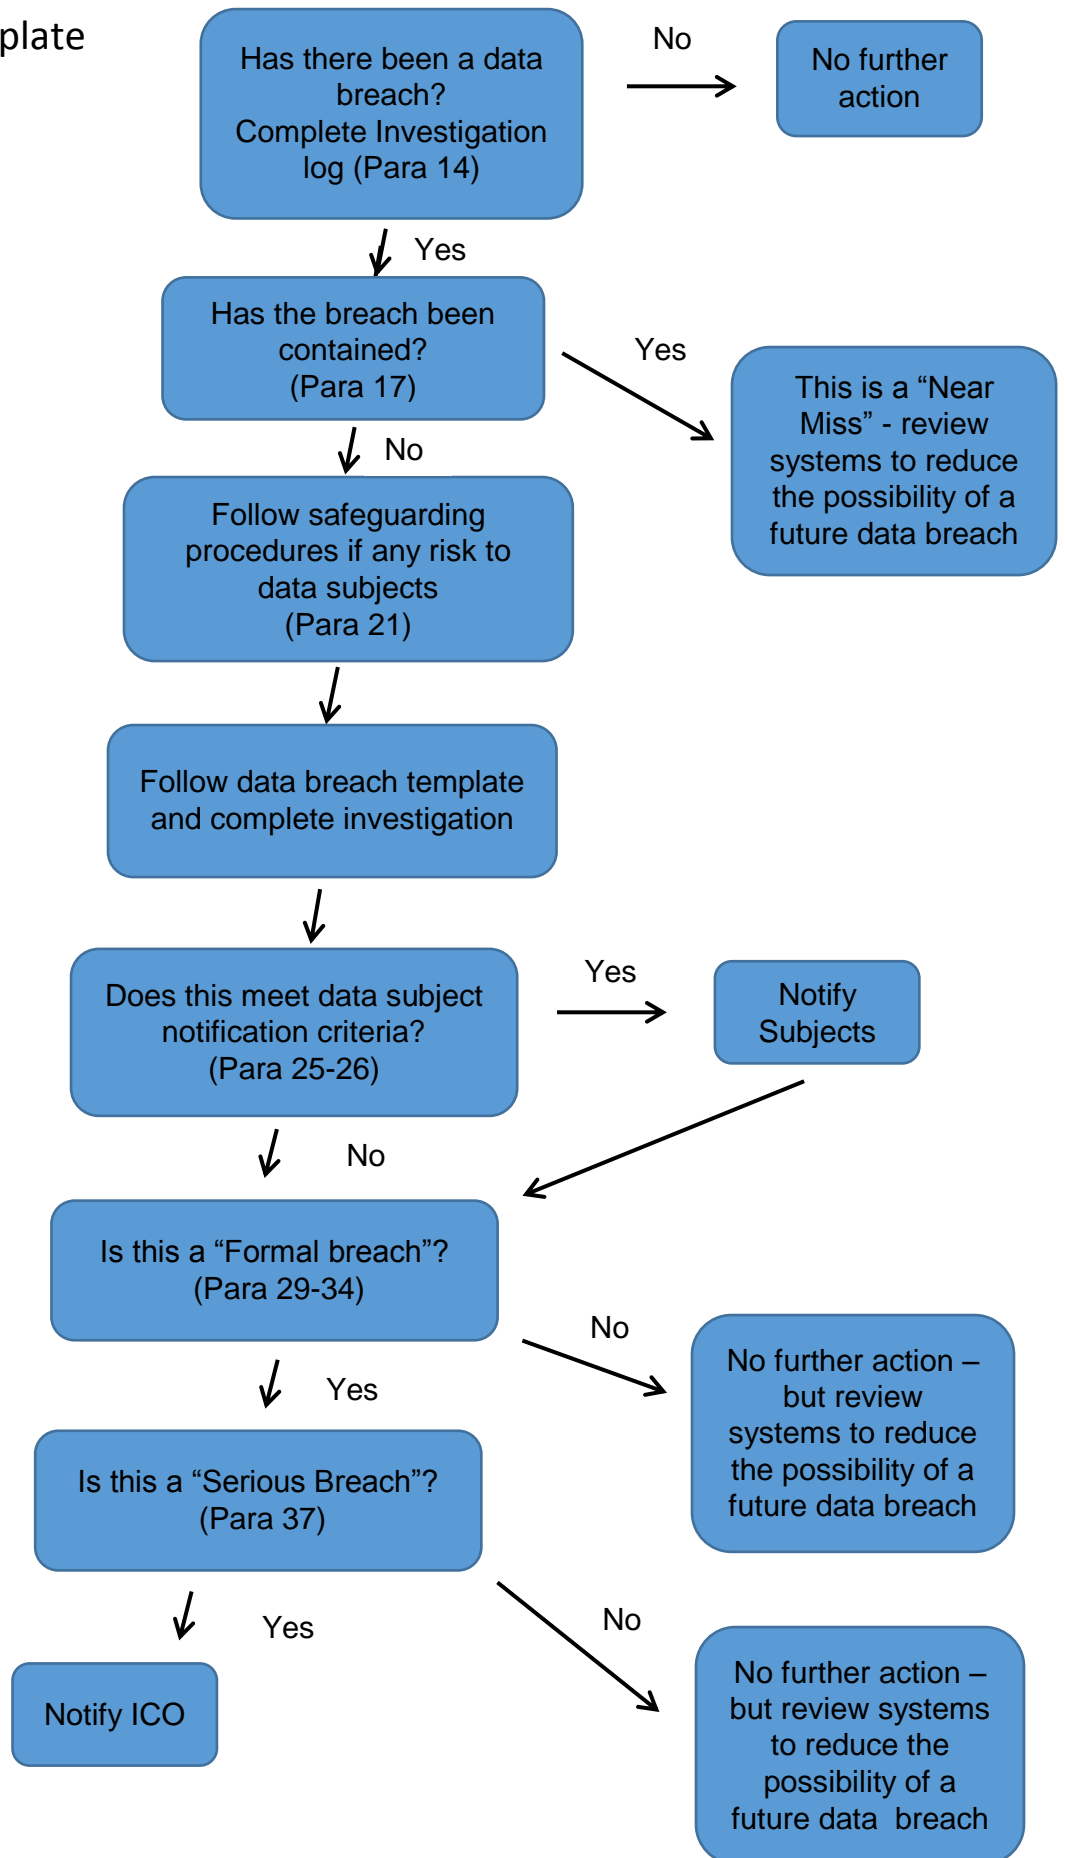 plate
Has there been a data
breach?
Complete Investigation
log (Para 14)
No
No further
action
Yes
Has the breach been
contained?
(Para 17)
Yes
This is a “Near
Miss” - review
systems to reduce
the possibility of a
future data breach
No
Follow safeguarding
procedures if any risk to
data subjects
(Para 21)
Follow data breach template
and complete investigation
Does this meet data subject
notification criteria?
(Para 25-26)
Yes
Notify
Subjects
No
Is this a “Formal breach”?
(Para 29-34)
No
No further action –
but review
systems to reduce
the possibility of a
future data breach
Yes
Is this a “Serious Breach”?
(Para 37)
Yes
No
Notify ICO
No further action –
but review systems
to reduce the
possibility of a
future data  breach